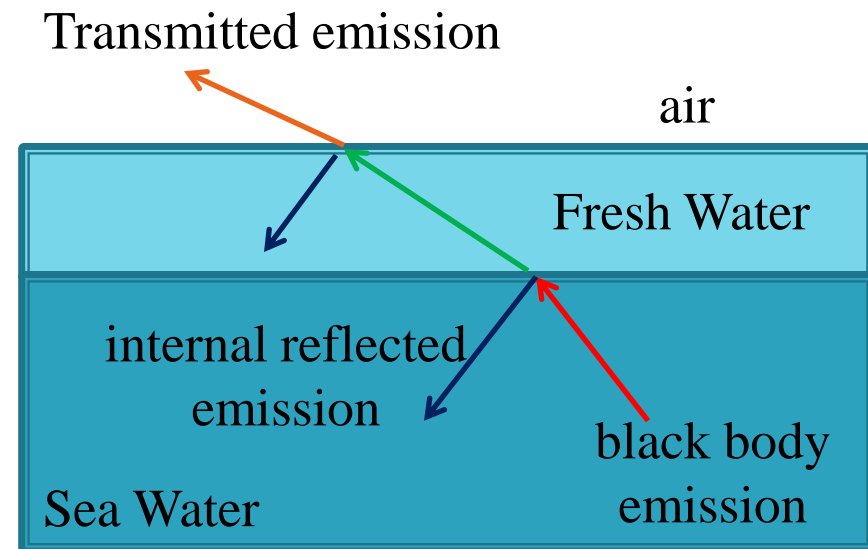 Transmitted emission
air
Fresh Water
internal reflected
emission
black body
emission
Sea Water